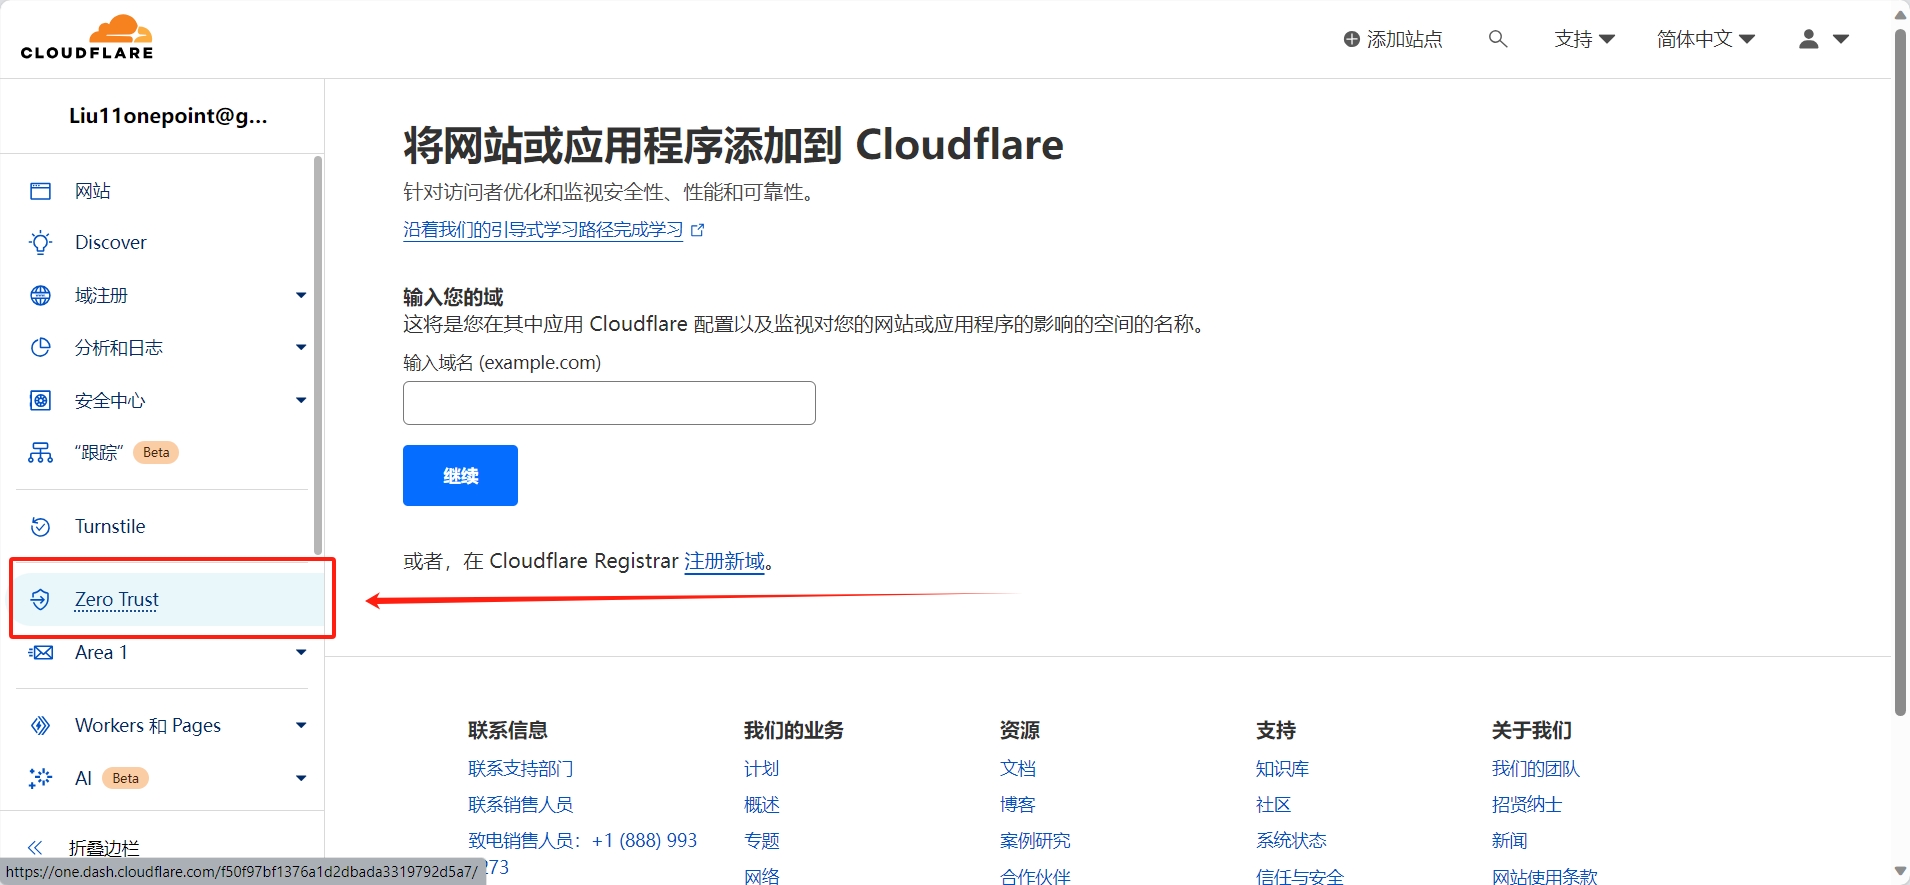 CLOUDFLARE
添加站点
支持
简体中文
Liu11onepoint@g...
网站
Discover
域注册
分析和日志
安全中心
“跟踪” Beta
Turnstile
Zero Trust
Area 1
Workers 和 Pages
AI Beta
折叠边栏
https://one.dash.cloudflare.com/f50f97bf1376a1d2dbada3319792d5a7/
将网站或应用程序添加到 Cloudflare
针对访问者优化和监视安全性、性能和可靠性。
沿着我们的引导式学习路径完成学习
输入您的域
这将是您在其中应用 Cloudflare 配置以及监视对您的网站或应用程序的影响的空间的名称。
输入域名 (example.com)
继续
或者，在 Cloudflare Registrar 注册新域。
联系信息
联系支持部门
联系销售人员
致电销售人员：+1 (888) 993
273
我们的业务
计划
概述
专题
网络
资源
文档
博客
案例研究
合作伙伴
支持
知识库
社区
系统状态
信任与安全
关于我们
我们的团队
招贤纳士
新闻
网站使用条款